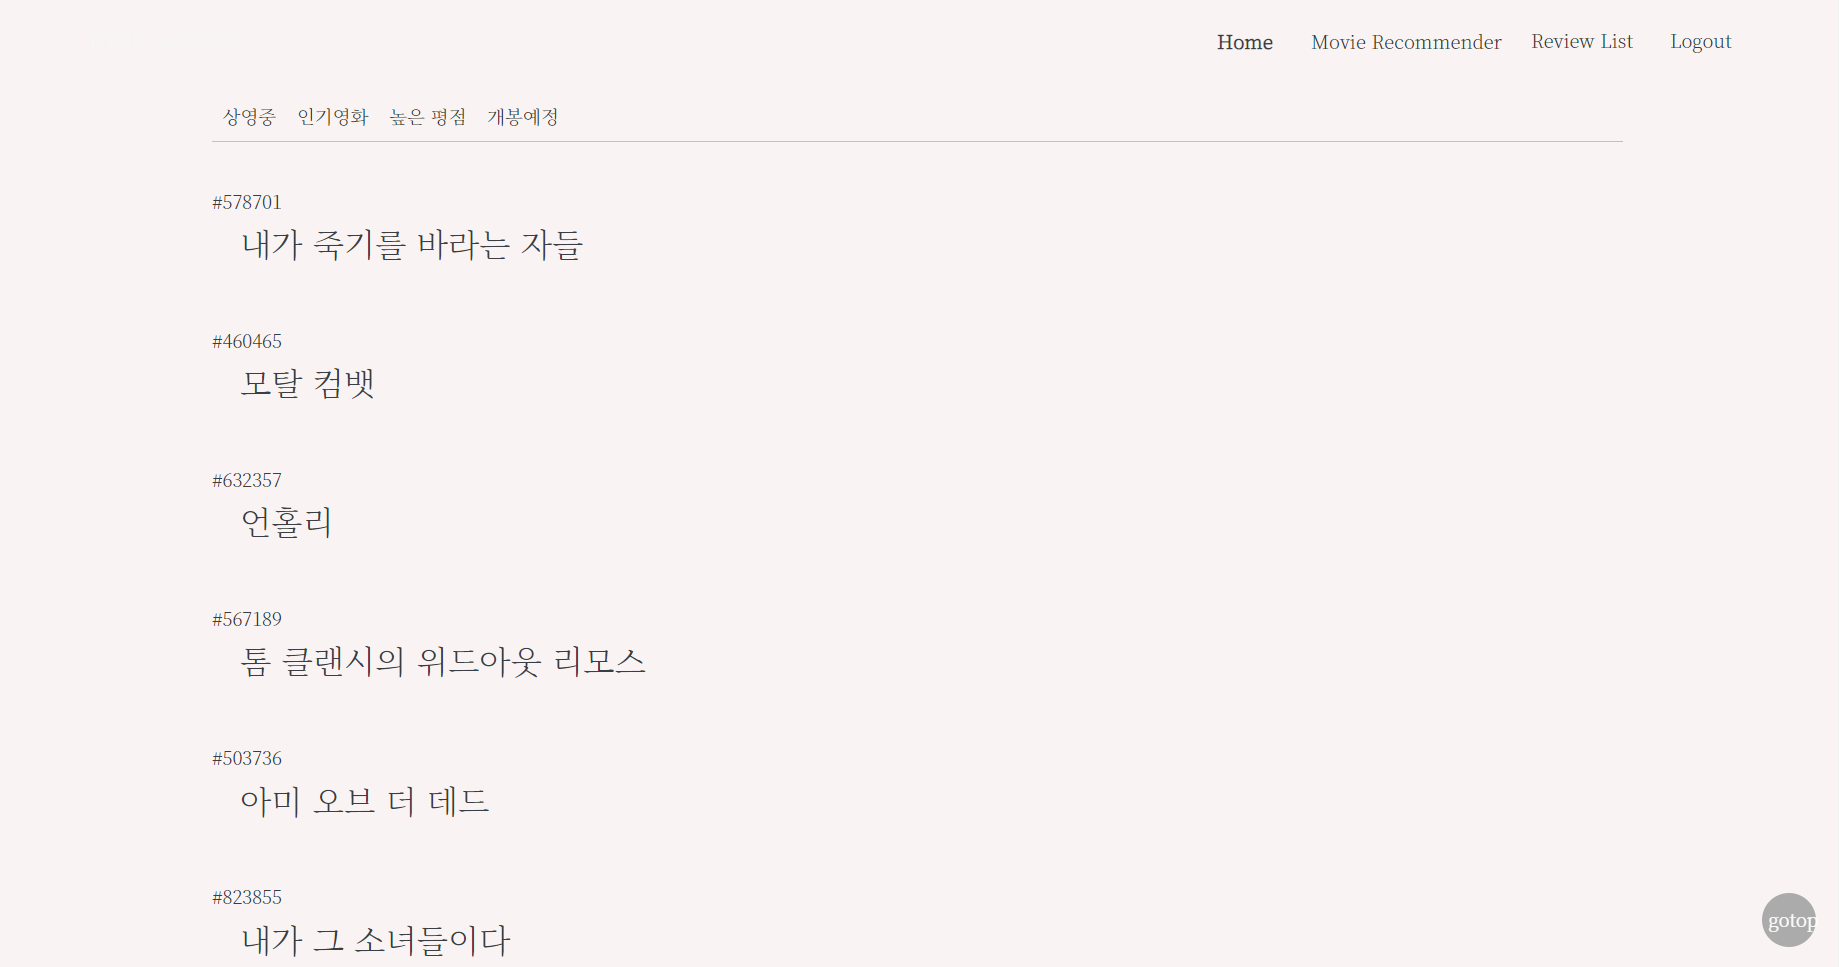 Home Movie Recommender Review List Logout
상영중 인기영화 높은 평점 개봉예정
#578701
내가 죽기를 바라는 자들
#460465
모탈 컴뱃
#632357
언홀리
#567189
톰 클랜시의 위드아웃 리모스
#503736
아미 오브 더 데드
#823855
내가 그 소녀들이다
gotop